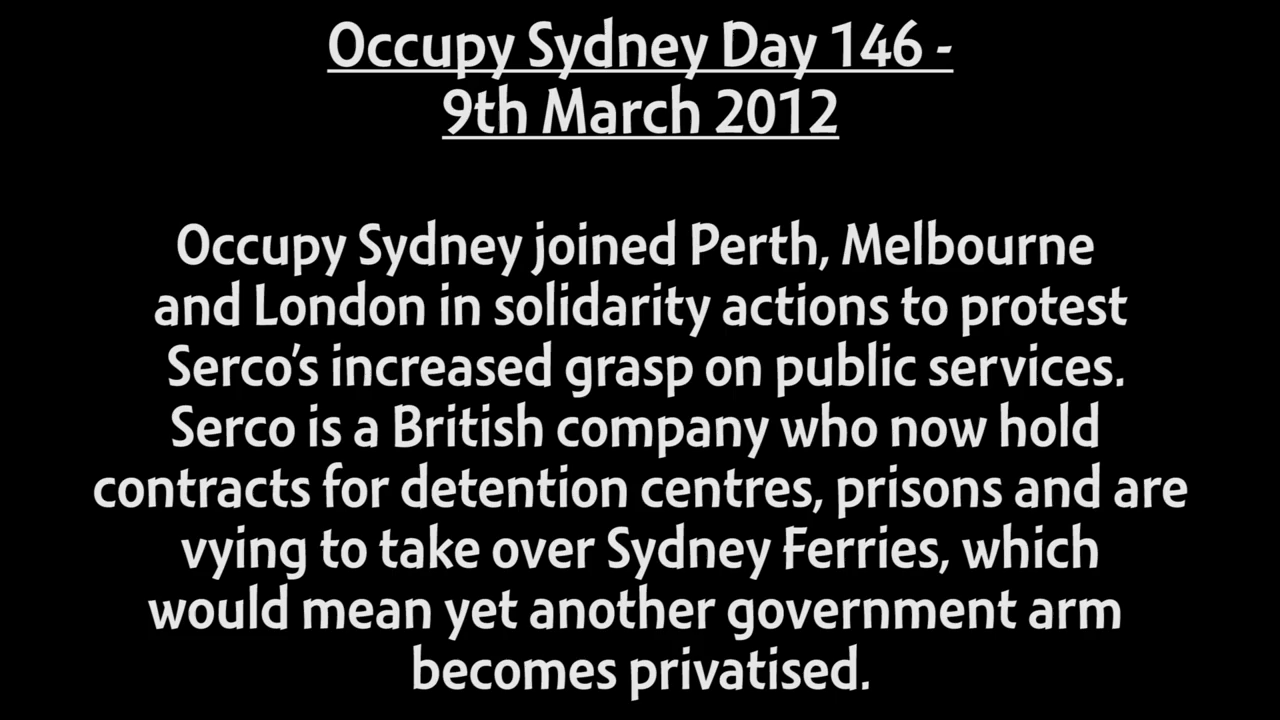 Occupy Sydney Day 146 -
9th March 2012
Occupy Sydney joined Perth, Melbourne
and London in solidarity actions to protest
Serco’s increased grasp on public services.
Serco is a British company who now hold
contracts for detention centres, prisons and are
vying to take over Sydney Ferries, which
would mean yet another government arm
becomes privatised.